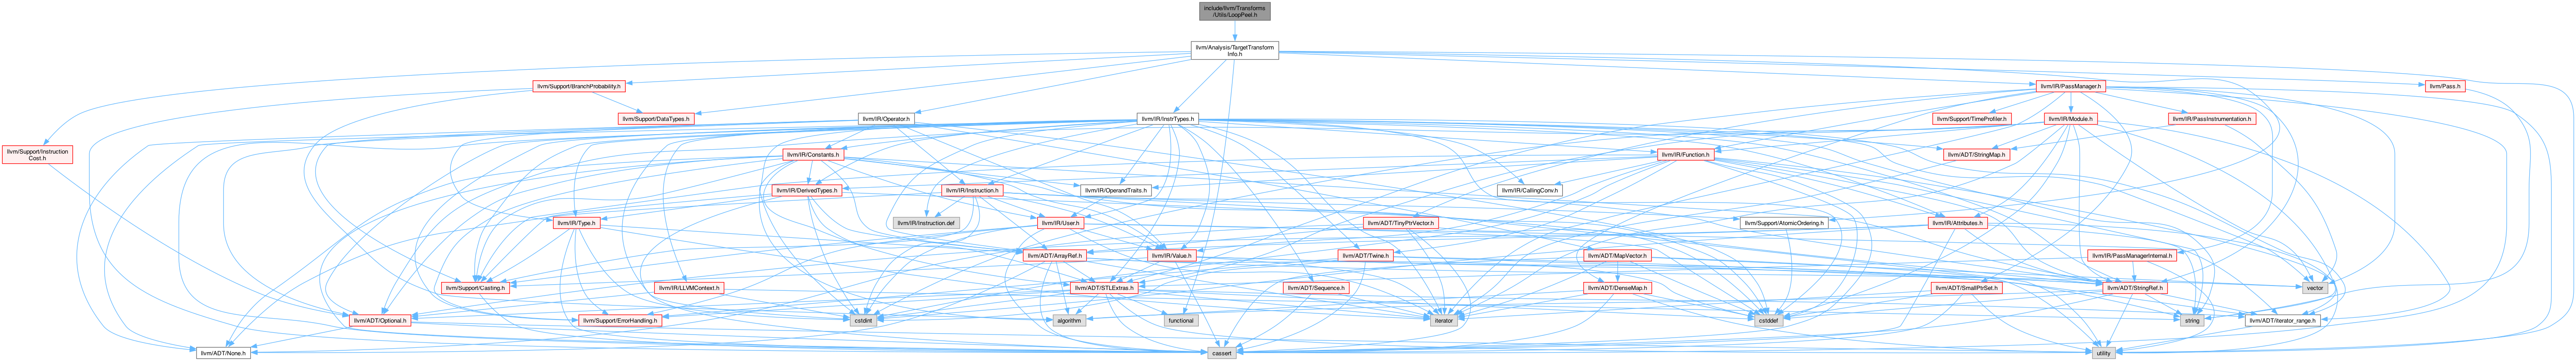 include/llvm/Transforms
/Utils/LoopPeel.h
llvm/Analysis/TargetTransform
Info.h
llvm/Support/BranchProbability.h
llvm/IR/PassManager.h
llvm/Pass.h
llvm/Support/DataTypes.h
llvm/IR/Operator.h
llvm/IR/InstrTypes.h
llvm/Support/TimeProfiler.h
llvm/IR/Module.h
llvm/IR/PassInstrumentation.h
llvm/Support/Instruction
Cost.h
llvm/IR/Constants.h
llvm/IR/Function.h
llvm/ADT/StringMap.h
llvm/IR/DerivedTypes.h
llvm/IR/Instruction.h
llvm/IR/OperandTraits.h
llvm/IR/CallingConv.h
llvm/IR/Type.h
llvm/IR/Instruction.def
llvm/IR/User.h
llvm/ADT/TinyPtrVector.h
llvm/Support/AtomicOrdering.h
llvm/IR/Attributes.h
llvm/ADT/ArrayRef.h
llvm/IR/Value.h
llvm/ADT/Twine.h
llvm/ADT/MapVector.h
llvm/IR/PassManagerInternal.h
llvm/Support/Casting.h
llvm/IR/LLVMContext.h
llvm/ADT/STLExtras.h
llvm/ADT/Sequence.h
llvm/ADT/DenseMap.h
llvm/ADT/SmallPtrSet.h
llvm/ADT/StringRef.h
vector
llvm/ADT/Optional.h
llvm/Support/ErrorHandling.h
cstdint
algorithm
functional
iterator
cstddef
string
llvm/ADT/iterator_range.h
llvm/ADT/None.h
cassert
utility